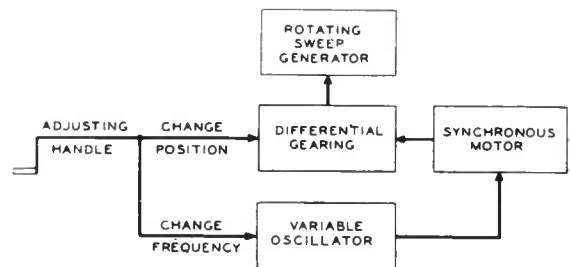 ROTATING
SWEEP
GENERATOR
ADJUSTING
HANDLE
CHANGE
POSITION
DIFFERENTIAL
GEARING
SYNCHRONOUS
MOTOR
CHANGE
FREQUENCY
VARIABLE
OSCILLATOR